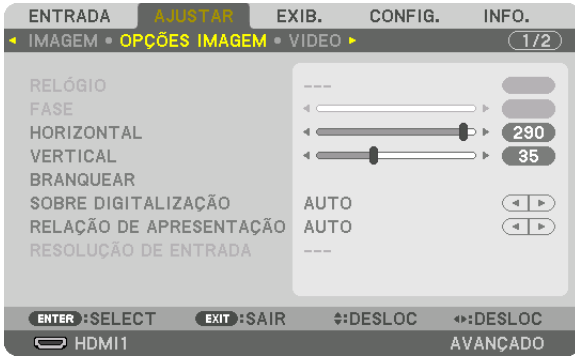 ENTRADA AJUSTAR EXIB. CONFIG. INFO.
IMAGEM • OPÇÕES IMAGEM • VIDEO 1/2
RELÓGIO ---
FASE
HORIZONTAL 290
VERTICAL 35
BRANQUEAR
SOBRE DIGITALIZAÇÃO AUTO
RELAÇÃO DE APRESENTAÇÃO AUTO
RESOLUÇÃO DE ENTRADA ---
ENTER :SELECT EXIT :SAIR :DESLOC :DESLOC
HDMI1 AVANÇADO